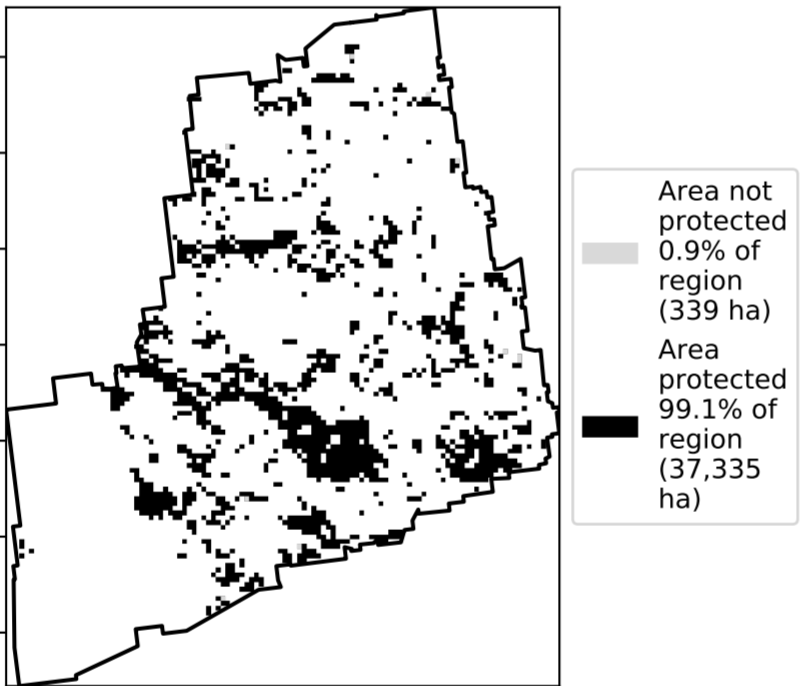 Area not
protected
0.9% of
region
(339 ha)
Area
protected
99.1% of
region
(37,335
ha)